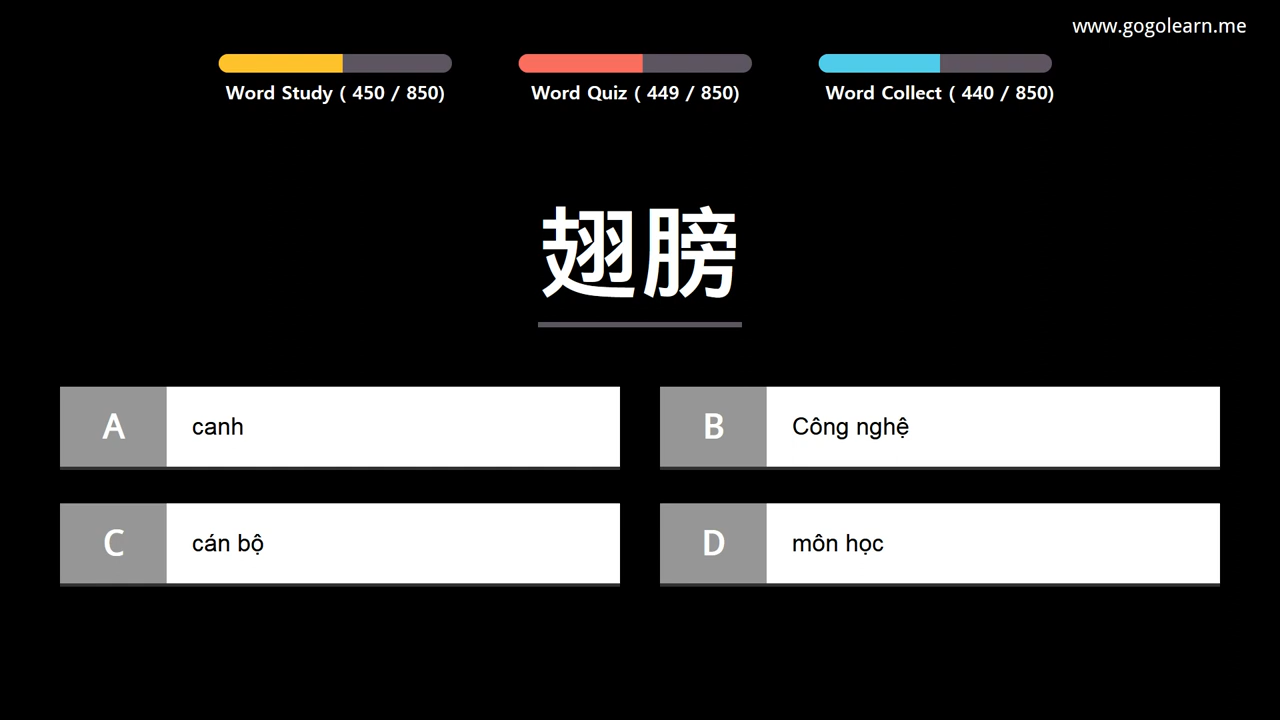 www.gogolearn.me
Word Study ( 450 / 850)
Word Quiz ( 449 / 850)
Word Collect ( 440 / 850)
翅膀
A canh
B Công nghệ
C cán bộ
D môn học